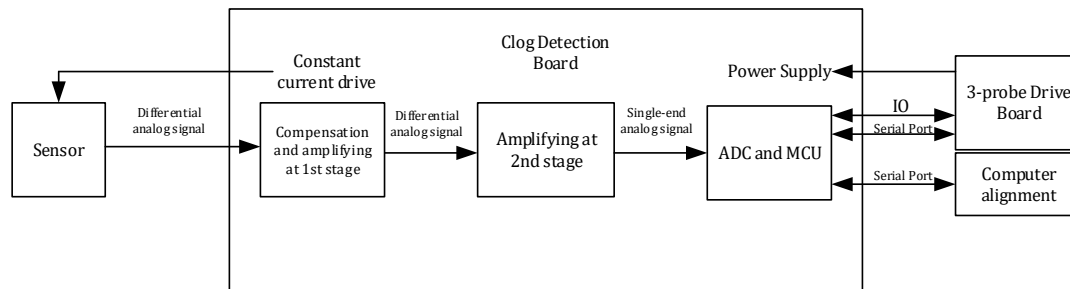 Clog Detection
Board
Constant
current drive
Power Supply
3-probe Drive
Board
IO
Serial Port
Differential
analog signal
Differential
analog signal
Single-end
analog signal
Sensor
Compensation
and amplifying
at 1st stage
Amplifying at
2nd stage
ADC and MCU
Serial Port
Computer
alignment